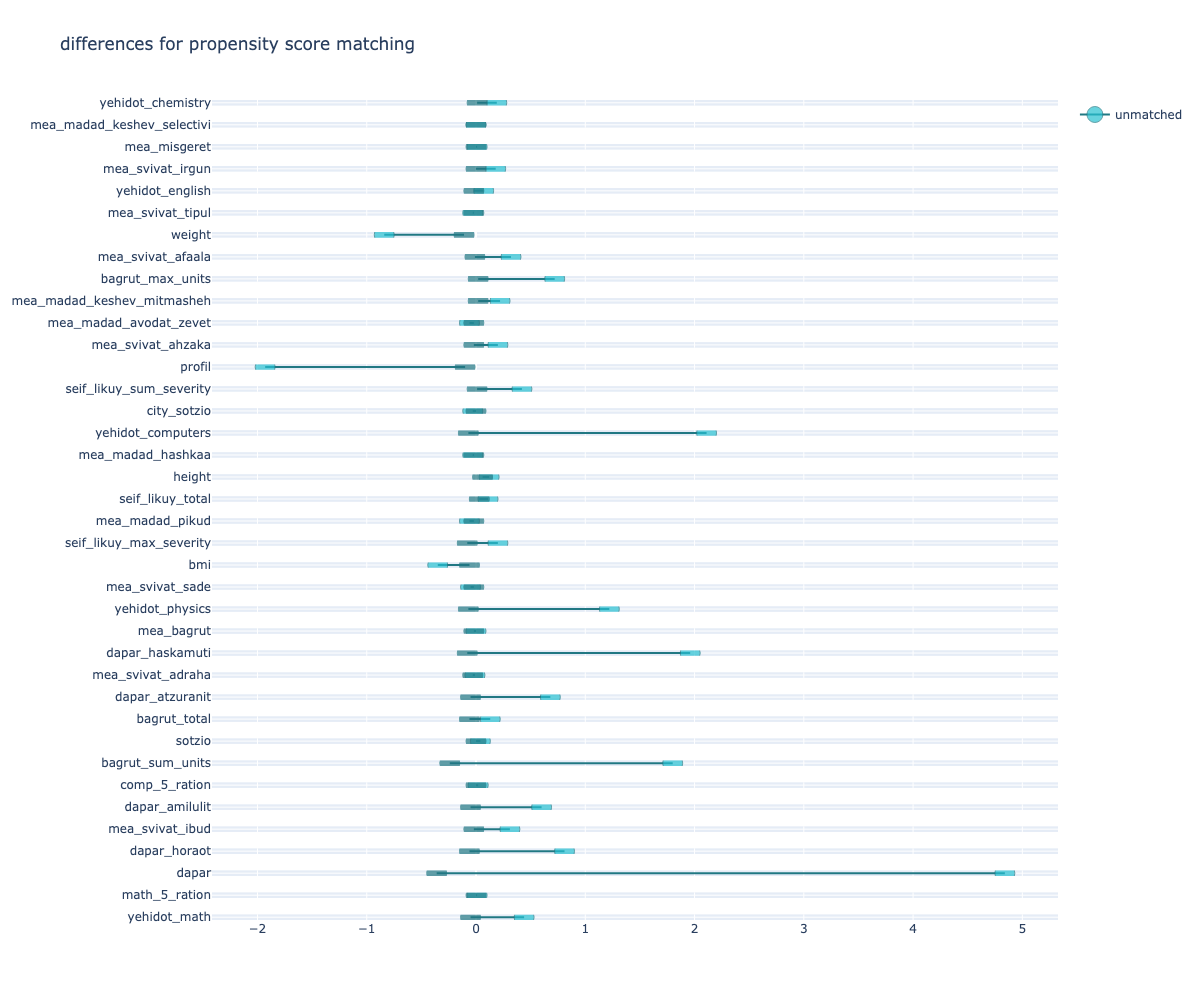 differences for propensity score matching
unmatched
yehidot_chemistry
mea_madad_keshev_selectivi
mea_misgeret
mea_svivat_irgun
yehidot_english
mea_svivat_tipul
weight
mea_svivat_afaala
bagrut_max_units
mea_madad_keshev_mitmasheh
mea_madad_avodat_zevet
mea_svivat_ahzaka
profil
seif_likuy_sum_severity
city_sotzio
yehidot_computers
mea_madad_hashkaa
height
seif_likuy_total
mea_madad_pikud
seif_likuy_max_severity
bmi
mea_svivat_sade
yehidot_physics
mea_bagrut
dapar_haskamuti
mea_svivat_adraha
dapar_atzuranit
bagrut_total
sotzio
bagrut_sum_units
comp_5_ration
dapar_amilulit
mea_svivat_ibud
dapar_horaot
dapar
math_5_ration
yehidot_math
−2 −1 0 1 2 3 4 5